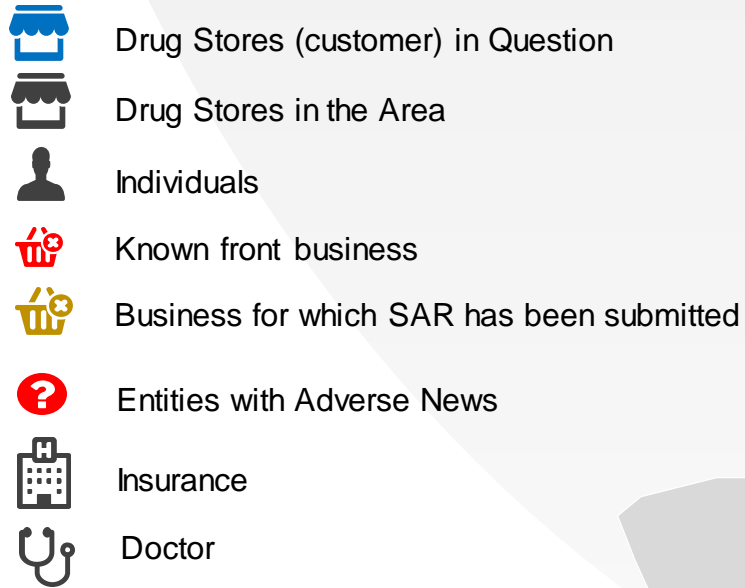 Drug Stores (customer) in Question
Drug Stores in the Area
Individuals
Known front business
Business for which SAR has been submitted
?
Entities with Adverse News
H
Insurance
Doctor